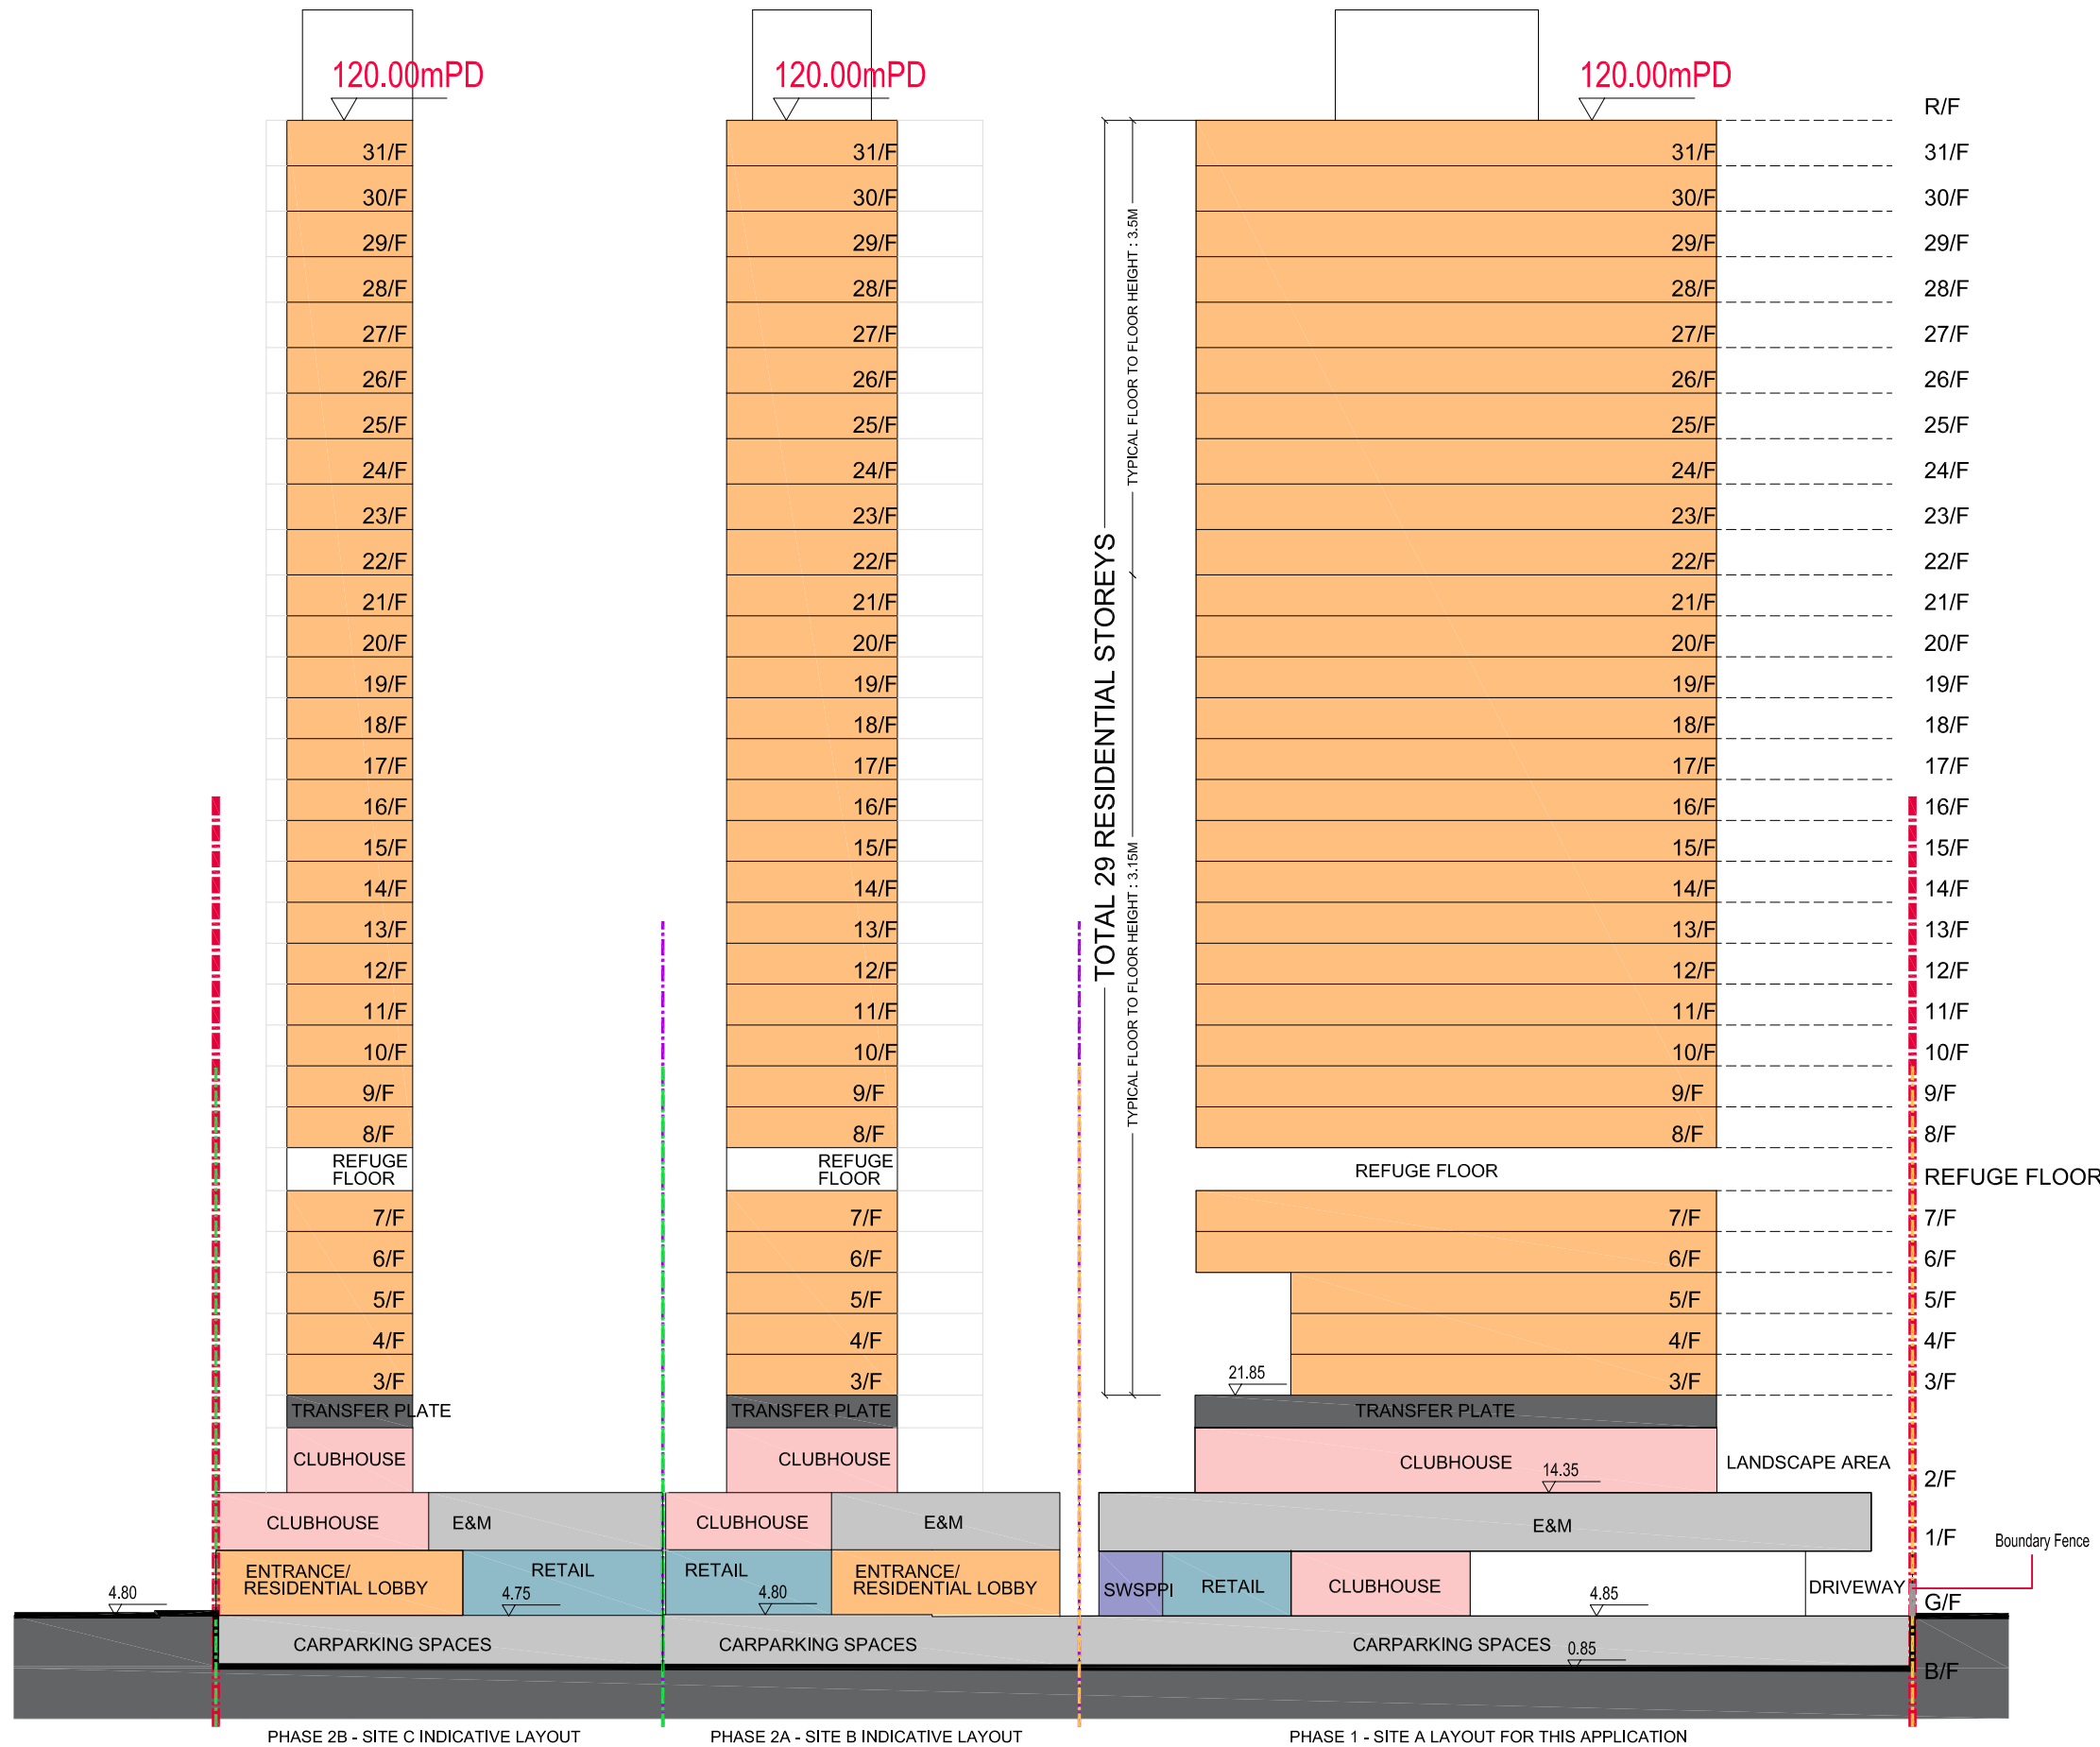 120.00mPD 120.00mPD 120.00mPD
R/F
31/F 31/F 31/F 31/F
30/F 30/F 30/F 30/F
29/F 29/F 29/F 29/F
28/F 28/F 28/F 28/F
27/F 27/F 27/F 27/F
26/F 26/F 26/F 26/F
25/F 25/F 25/F 25/F
24/F 24/F 24/F 24/F
23/F 23/F 23/F 23/F
22/F 22/F 22/F 22/F
21/F 21/F 21/F 21/F
20/F 20/F 20/F 20/F
19/F 19/F 19/F 19/F
18/F 18/F 18/F 18/F
17/F 17/F 17/F 17/F
16/F 16/F 16/F 16/F
15/F 15/F 15/F 15/F
14/F 14/F 14/F 14/F
13/F 13/F 13/F 13/F
12/F 12/F 12/F 12/F
11/F 11/F 11/F 11/F
10/F 10/F 10/F 10/F
9/F 9/F 9/F 9/F
8/F 8/F 8/F 8/F
TOTAL 29 RESIDENTIAL STOREYS
TYPICAL FLOOR TO FLOOR HEIGHT : 3.5M
TYPICAL FLOOR TO FLOOR HEIGHT : 3.15M
REFUGE
FLOOR
REFUGE
FLOOR
REFUGE FLOOR
REFUGE FLOOR
7/F 7/F 7/F 7/F
6/F 6/F 6/F 6/F
5/F 5/F 5/F 5/F
4/F 4/F 4/F 4/F
3/F 3/F 21.85 3/F 3/F
TRANSFER PLATE TRANSFER PLATE TRANSFER PLATE
CLUBHOUSE CLUBHOUSE CLUBHOUSE 14.35 LANDSCAPE AREA 2/F
CLUBHOUSE E&M CLUBHOUSE E&M E&M 1/F
Boundary Fence
4.80
ENTRANCE/
RESIDENTIAL LOBBY
RETAIL
4.75
RETAIL
4.80
ENTRANCE/
RESIDENTIAL LOBBY
SWSPPI RETAIL CLUBHOUSE 4.85 DRIVEWAY G/F
CARPARKING SPACES CARPARKING SPACES CARPARKING SPACES 0.85 B/F
PHASE 2B - SITE C INDICATIVE LAYOUT PHASE 2A - SITE B INDICATIVE LAYOUT PHASE 1 - SITE A LAYOUT FOR THIS APPLICATION